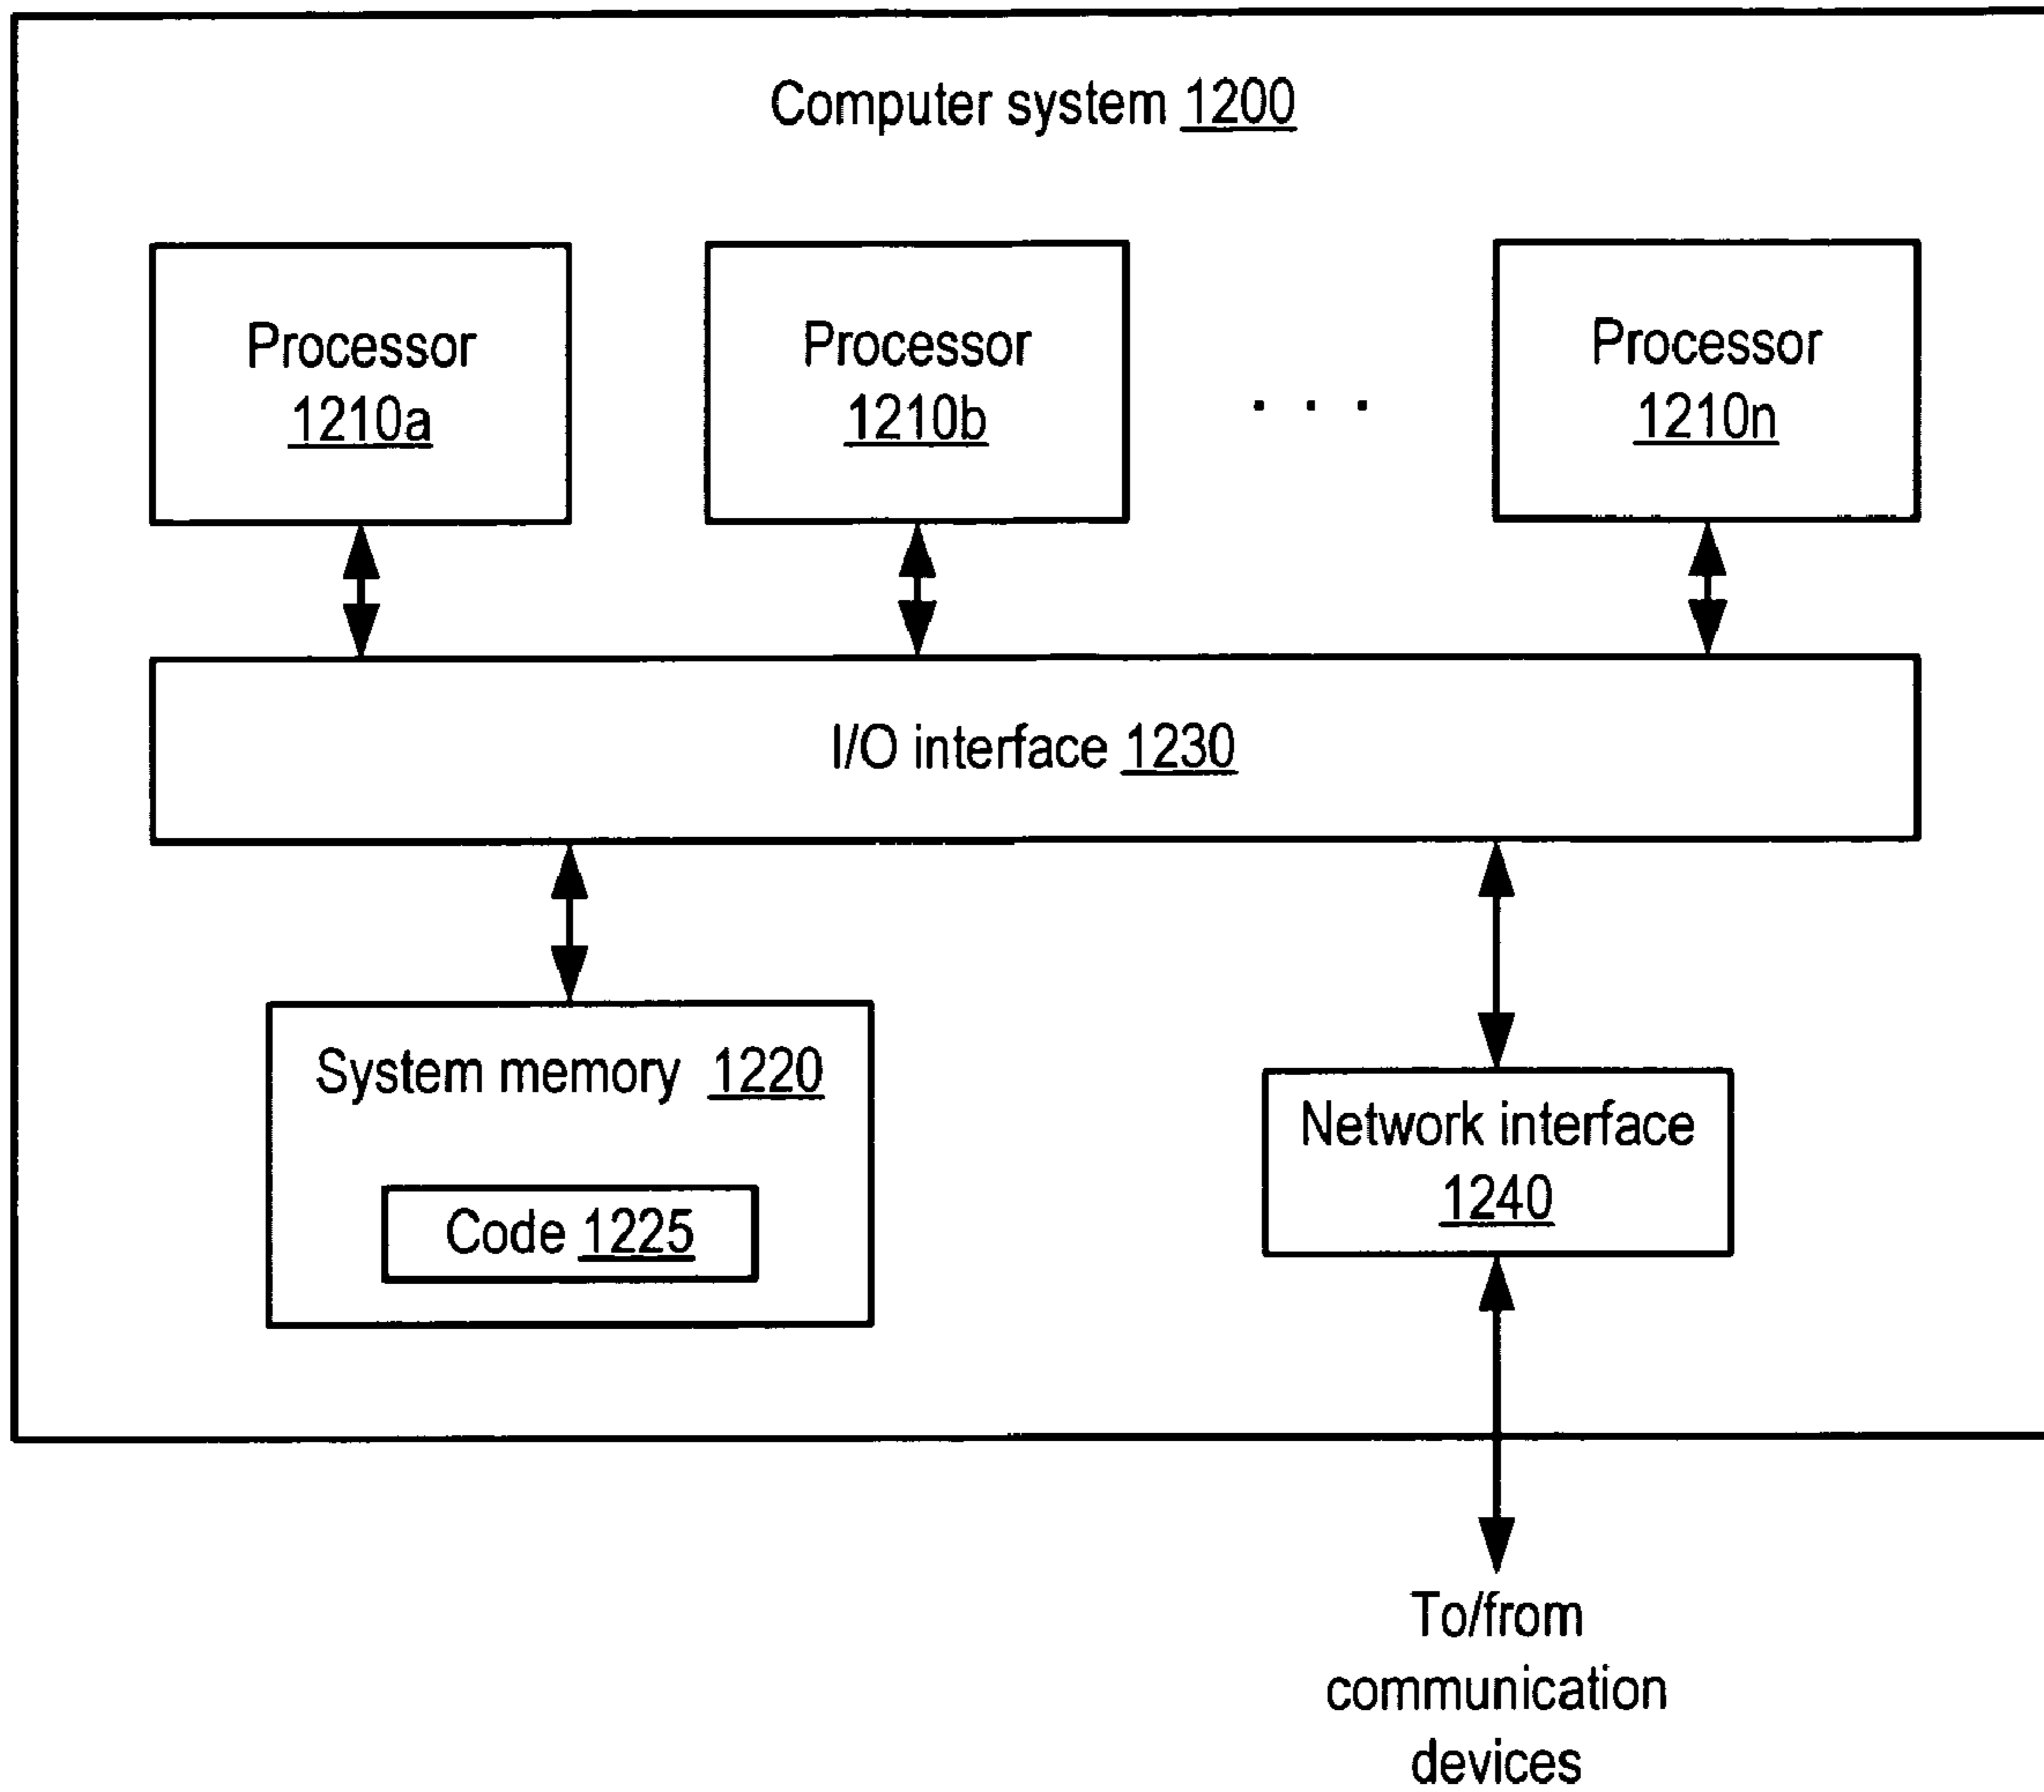 Computer system 1200
Processor
1210a
Processor
1210b
. . .
Processor
1210n
I/O interface 1230
System memory 1220
Code 1225
Network interface
1240
To/from
communication
devices